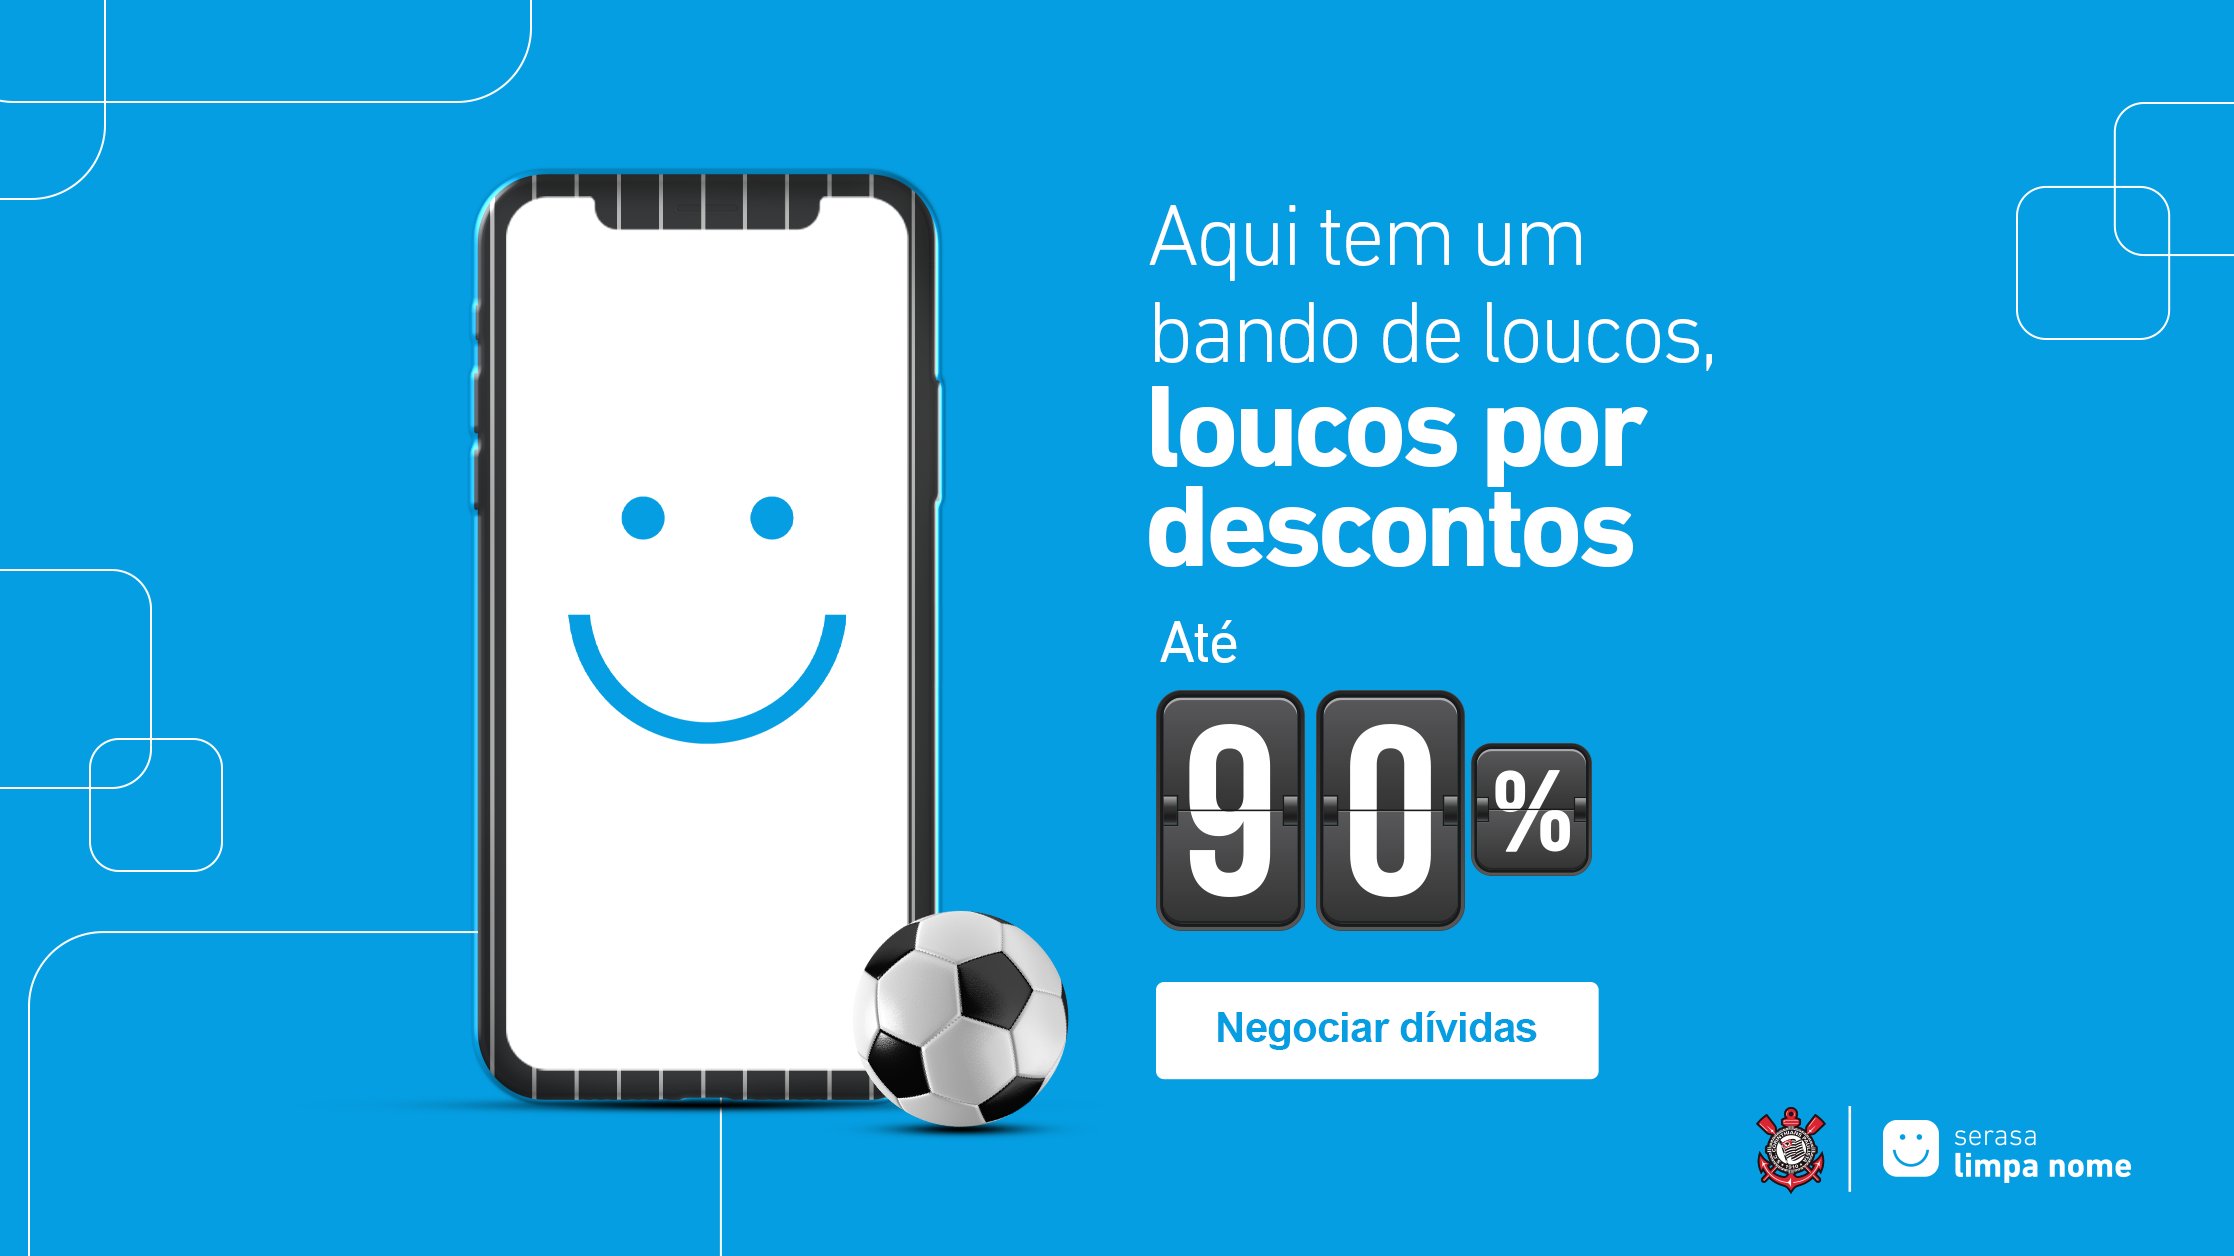 Aqui tem um
bando de loucos,
loucos por
descontos
Até
90%
Negociar dívidas
serasa
limpa nome